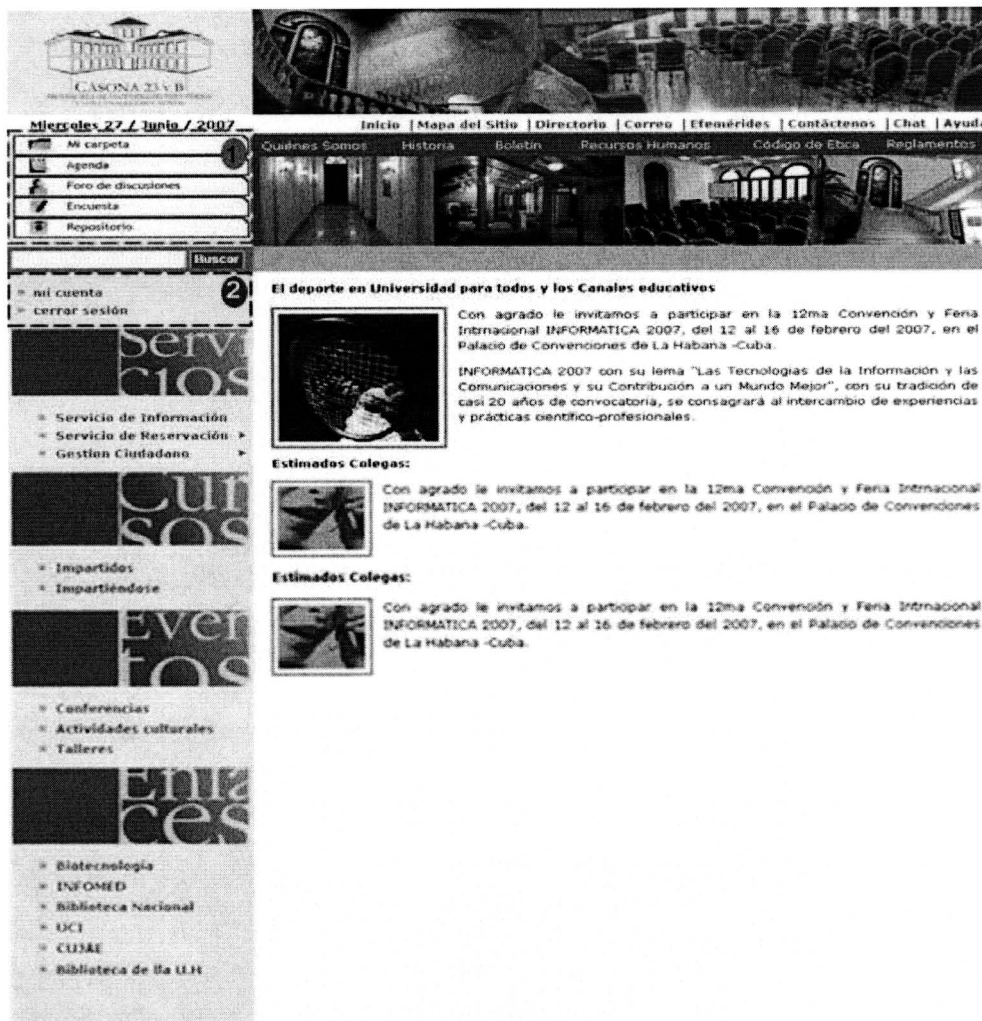 CASONA 23 Y B
Miercoles 27 / Junio / 2007
Inicio | Mapa del Sitio | Directorio | Correo | Efemérides | Contáctenos | Chat | Ayuda
Mi carpeta
1
Agenda
Foro de discusiones
Encuesta
Repositorio
Quiénes Somos Historia Boletín Recursos Humanos Código de Etica Reglamentos
Buscar
mi cuenta
2
cerrar sesión
Servi
cios
Servicio de Información
Servicio de Reservación
Gestion Ciudadano
Cur
sos
Impartidos
Impartiéndose
Even
tos
Conferencias
Actividades culturales
Talleres
Enla
ces
Biotecnología
INFOMED
Biblioteca Nacional
UCI
CUJAE
Biblioteca de lla U.H
El deporte en Universidad para todos y los Canales educativos
Con agrado le invitamos a participar en la 12ma Convención y Feria
Intrnacional INFORMATICA 2007, del 12 al 16 de febrero del 2007, en el
Palacio de Convenciones de La Habana -Cuba.
INFORMATICA 2007 con su lema "Las Tecnologías de la Información y las
Comunicaciones y su Contribución a un Mundo Mejor", con su tradición de
casi 20 años de convocatoria, se consagrará al intercambio de experiencias
y prácticas científico-profesionales.
Estimados Colegas:
Con agrado le invitamos a participar en la 12ma Convención y Feria Intrnacional
INFORMATICA 2007, del 12 al 16 de febrero del 2007, en el Palacio de Convenciones
de La Habana -Cuba.
Estimados Colegas:
Con agrado le invitamos a participar en la 12ma Convención y Feria Intrnacional
INFORMATICA 2007, del 12 al 16 de febrero del 2007, en el Palacio de Convenciones
de La Habana -Cuba.